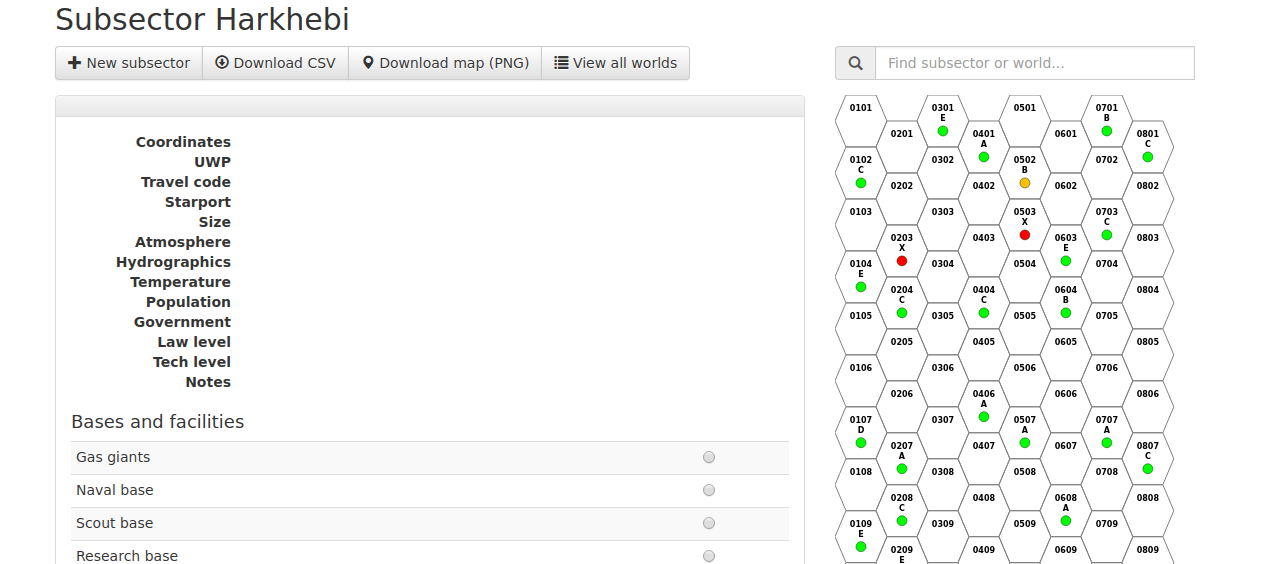 Subsector Harkhebi
New subsector
Download CSV
Download map (PNG)
View all worlds
Find subsector or world...
Coordinates
UWP
Travel code
Starport
Size
Atmosphere
Hydrographics
Temperature
Population
Government
Law level
Tech level
Notes
Bases and facilities
Gas giants
Naval base
Scout base
Research base
0101 0301 0501 0701
E B
0201 0401 0601 0801
A C
0102 0302 0502 0702
C B
0202 0402 0602 0802
0103 0303 0503 0703
X C
0203 0403 0603 0803
X E
0104 0304 0504 0704
E
0204 0404 0604 0804
C C B
0105 0305 0505 0705
0205 0405 0605 0805
0106 0306 0506 0706
0206 0406 0606 0806
A
0107 0307 0507 0707
D A A
0207 0407 0607 0807
A C
0108 0308 0508 0708
0208 0408 0608 0808
C A
0109 0309 0509 0709
E
0209 0409 0609 0809
E